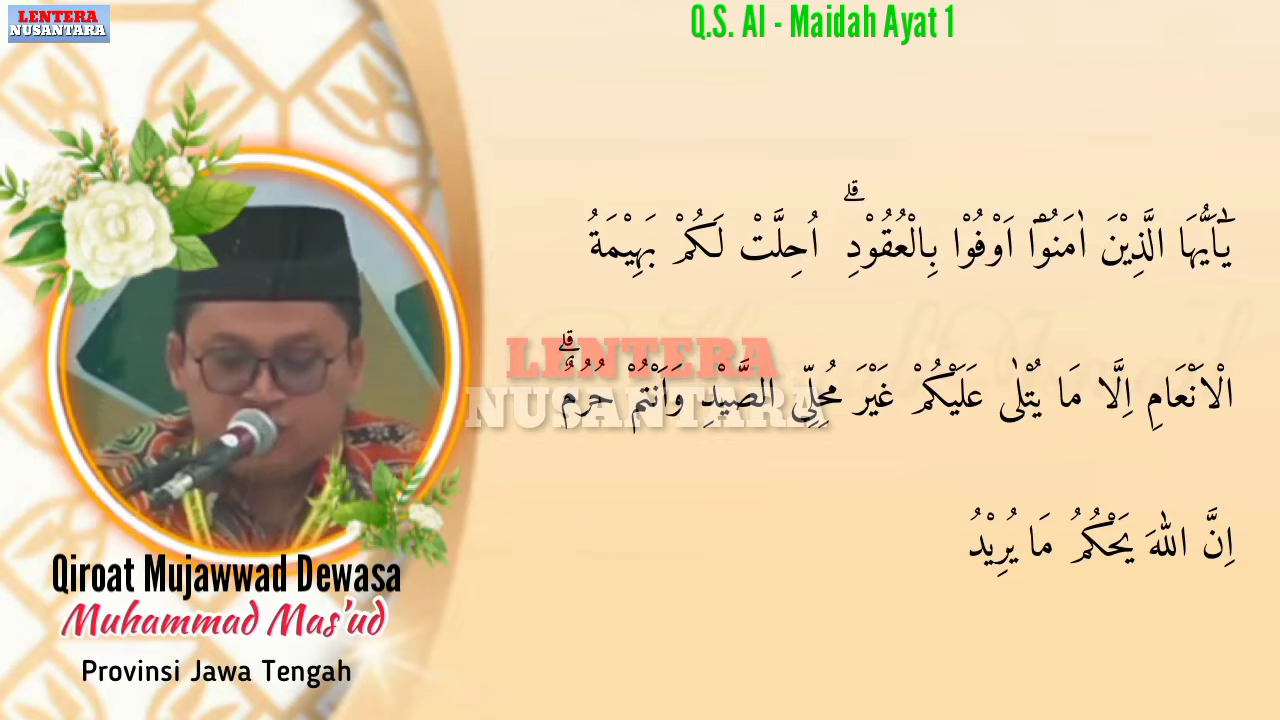 LENTERA
NUSANTARA
Q.S. Al - Maidah Ayat 1
يٰٓاَيُّهَا الَّذِيْنَ اٰمَنُوْٓا اَوْفُوْا بِالْعُقُوْدِۗ اُحِلَّتْ لَكُمْ بَهِيْمَةُ
الْاَنْعَامِ اِلَّا مَا يُتْلٰى عَلَيْكُمْ غَيْرَ مُحِلِّى الصَّيْدِ وَاَنْتُمْ حُرُمٌۗ
اِنَّ اللّٰهَ يَحْكُمُ مَا يُرِيْدُ
LENTERA
NUSANTARA
Qiroat Mujawwad Dewasa
Muhammad Mas'ud
Provinsi Jawa Tengah